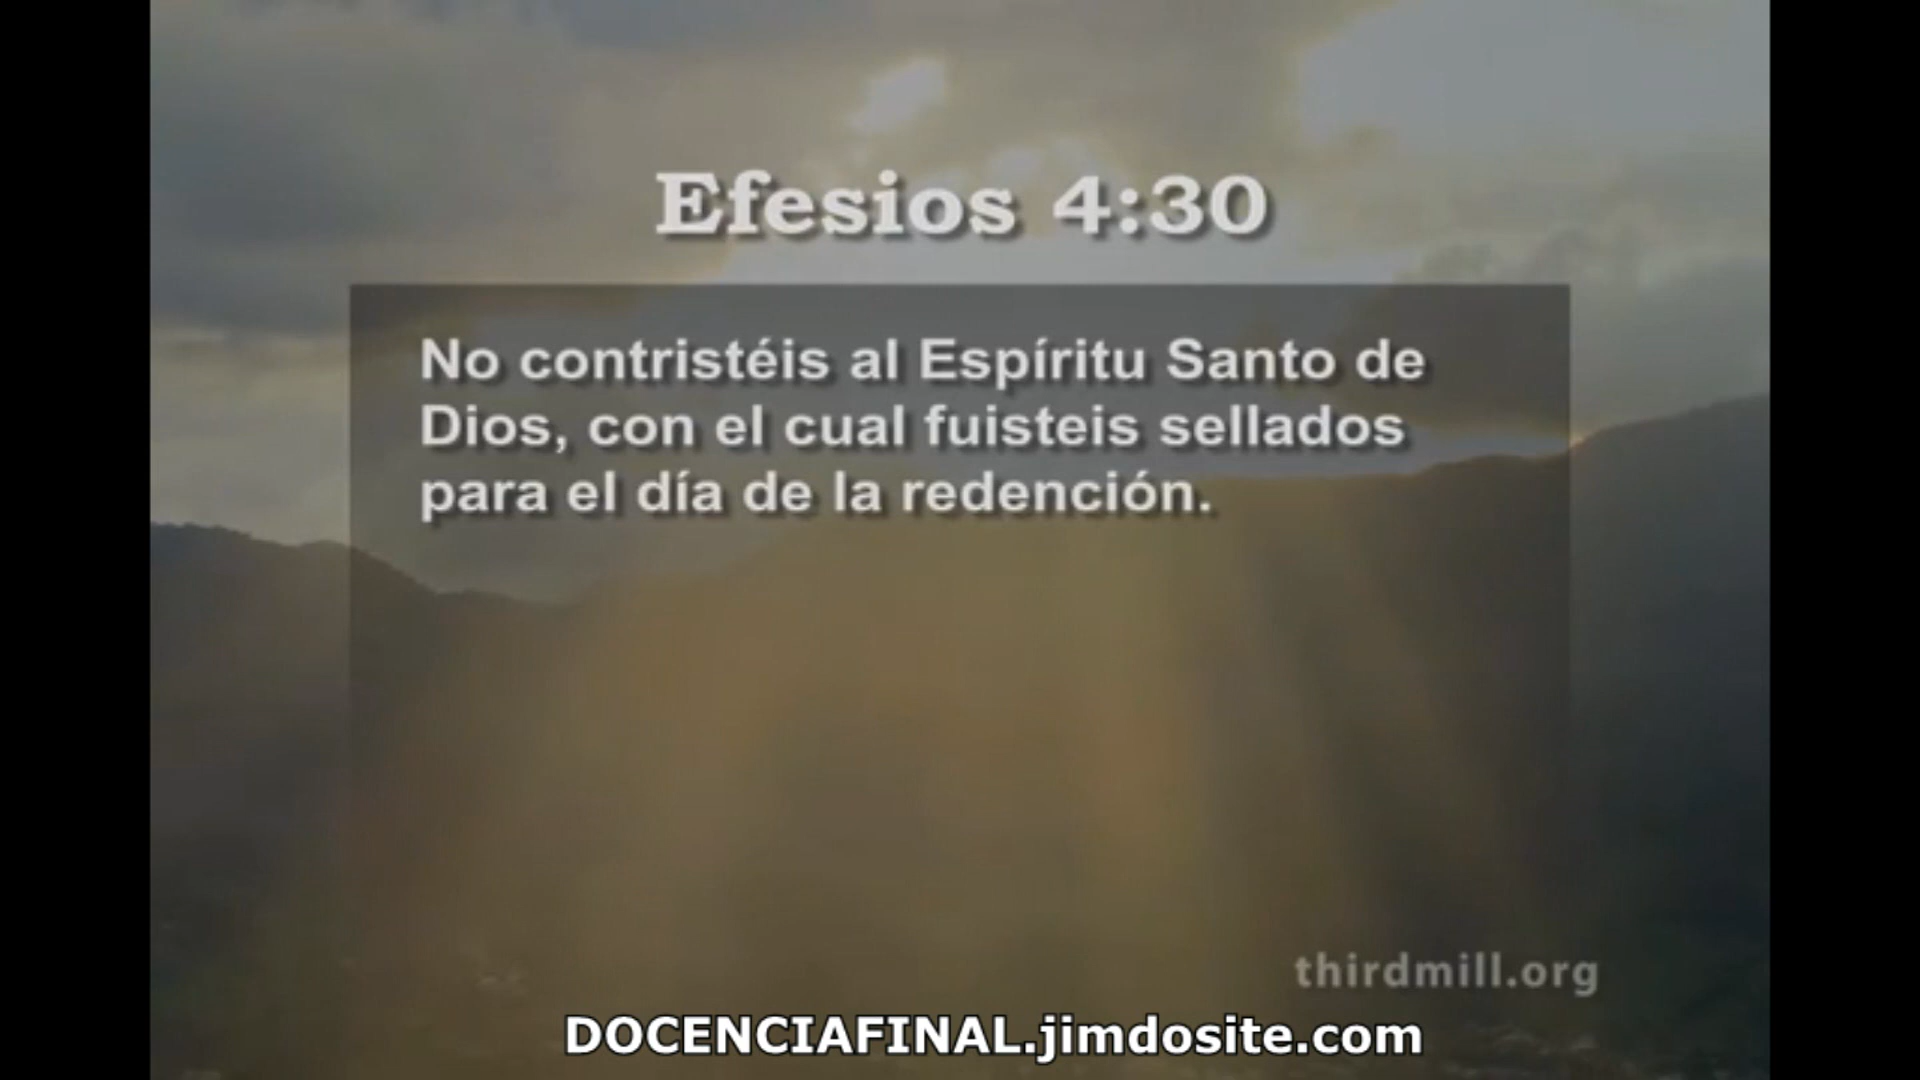 Efesios 4:30
No contristéis al Espíritu Santo de
Dios, con el cual fuisteis sellados
para el día de la redención.
thirdmill.org
DOCENCIAFINAL.jimdosite.com